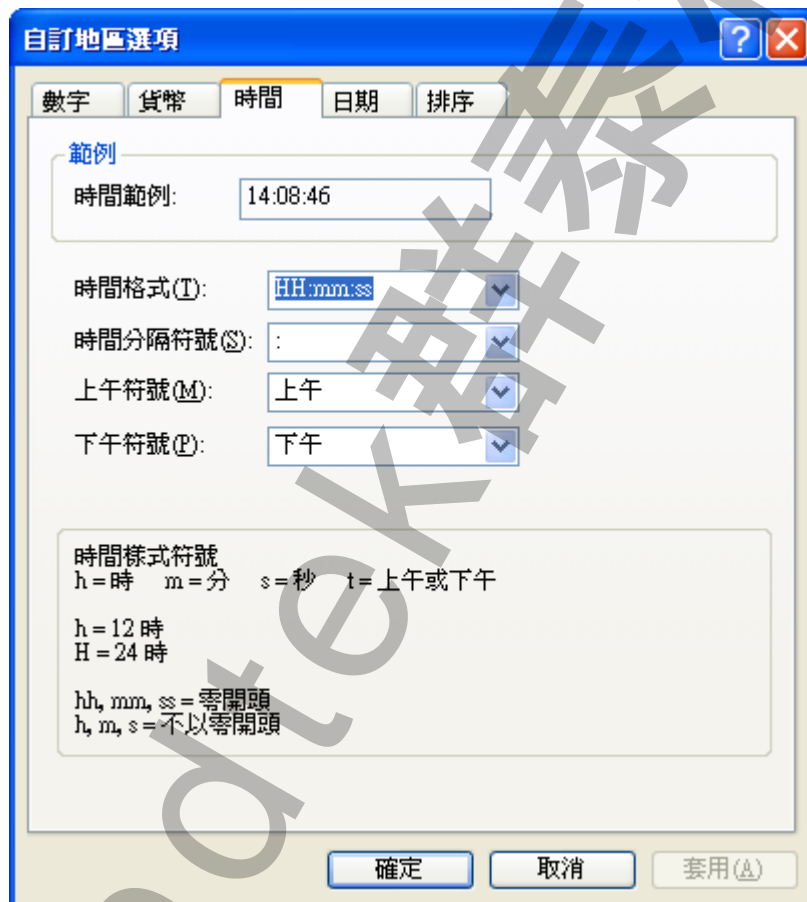 自訂地區選項
數字 貨幣 時間 日期 排序
範例
時間範例: 14:08:46
時間格式(T): HH:mm:ss
時間分隔符號(S): :
上午符號(M): 上午
下午符號(P): 下午
時間樣式符號
h = 時 m = 分 s = 秒 t = 上午或下午
h = 12 時
H = 24 時
hh, mm, ss = 零開頭
h, m, s = 不以零開頭
確定 取消 套用(A)